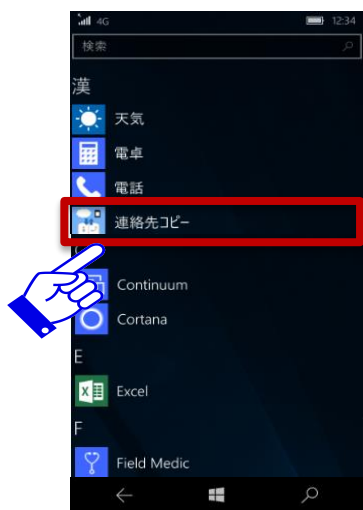 4G 12:34
検索
漢
天気
電卓
電話
連絡先コピー
Continuum
Cortana
E
Excel
F
Field Medic